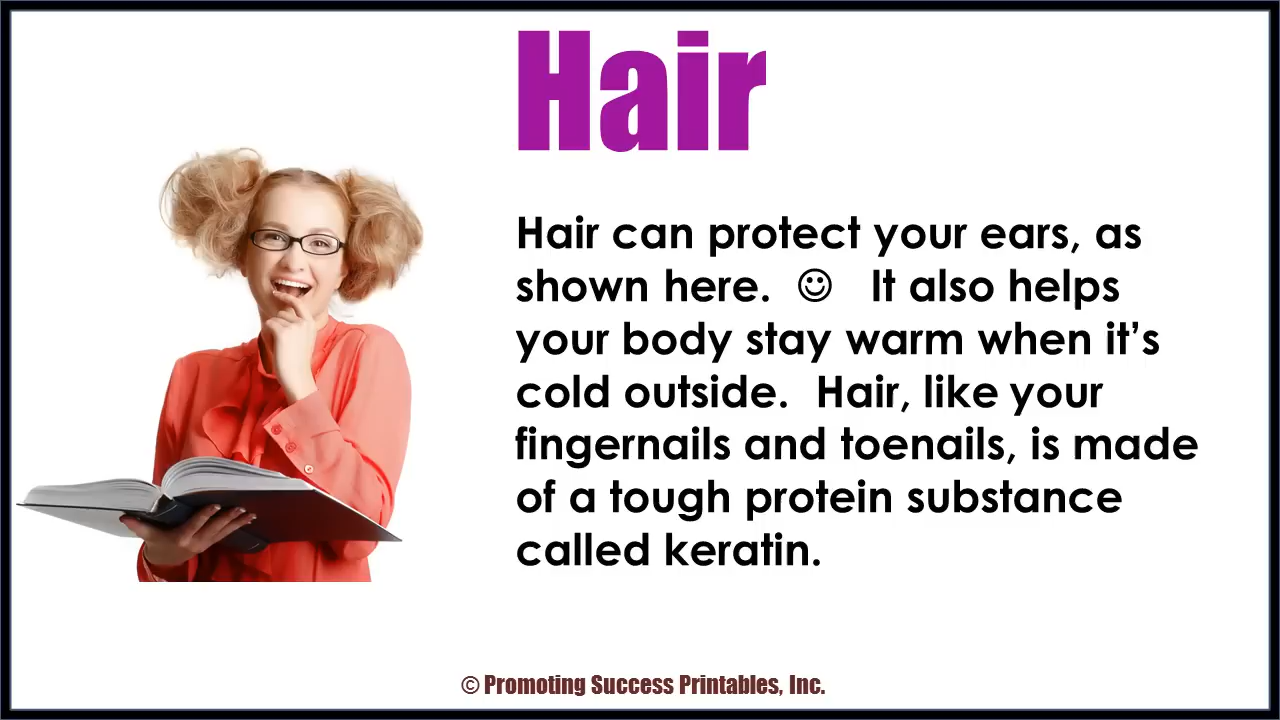 Hair
Hair can protect your ears, as
shown here. ☺ It also helps
your body stay warm when it’s
cold outside. Hair, like your
fingernails and toenails, is made
of a tough protein substance
called keratin.
© Promoting Success Printables, Inc.